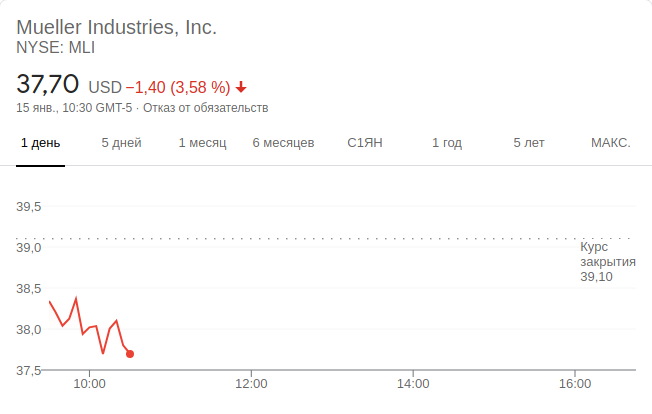 Mueller Industries, Inc.
NYSE: MLI
37,70 USD −1,40 (3,58 %)
15 янв., 10:30 GMT-5 · Отказ от обязательств
1 день 5 дней 1 месяц 6 месяцев С1ЯН 1 год 5 лет МАКС.
39,5
39,0
38,5
38,0
37,5
Курс
закрытия
39,10
10:00 12:00 14:00 16:00